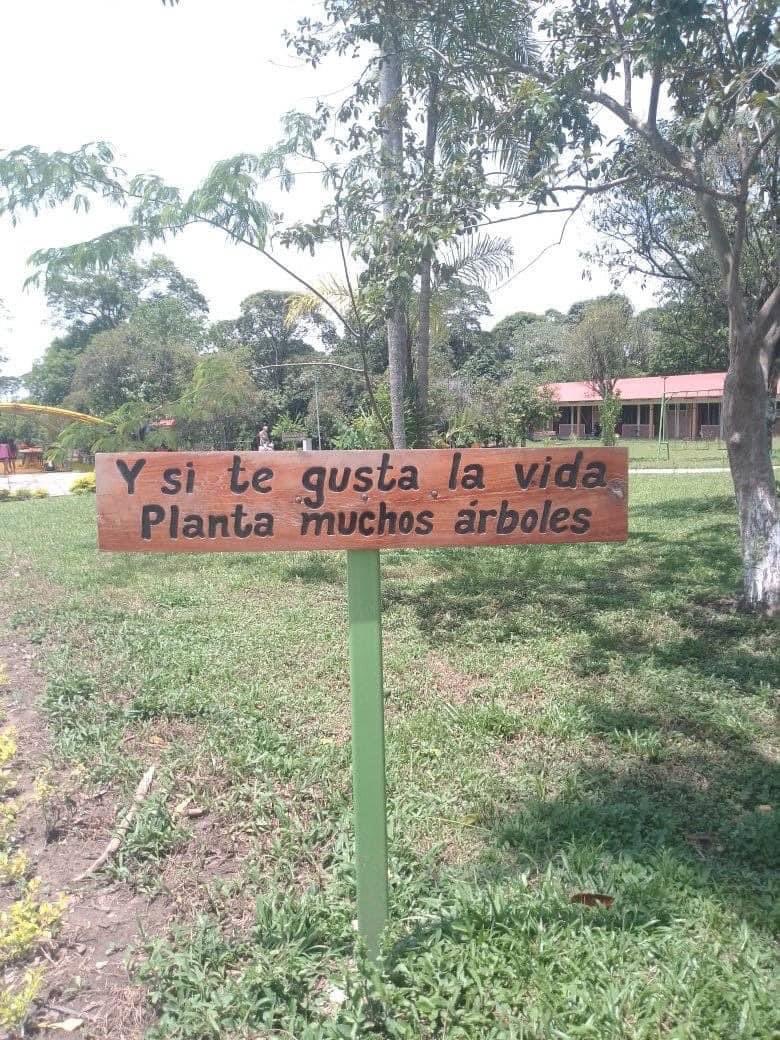 Y si te gusta la vida
Planta muchos árboles